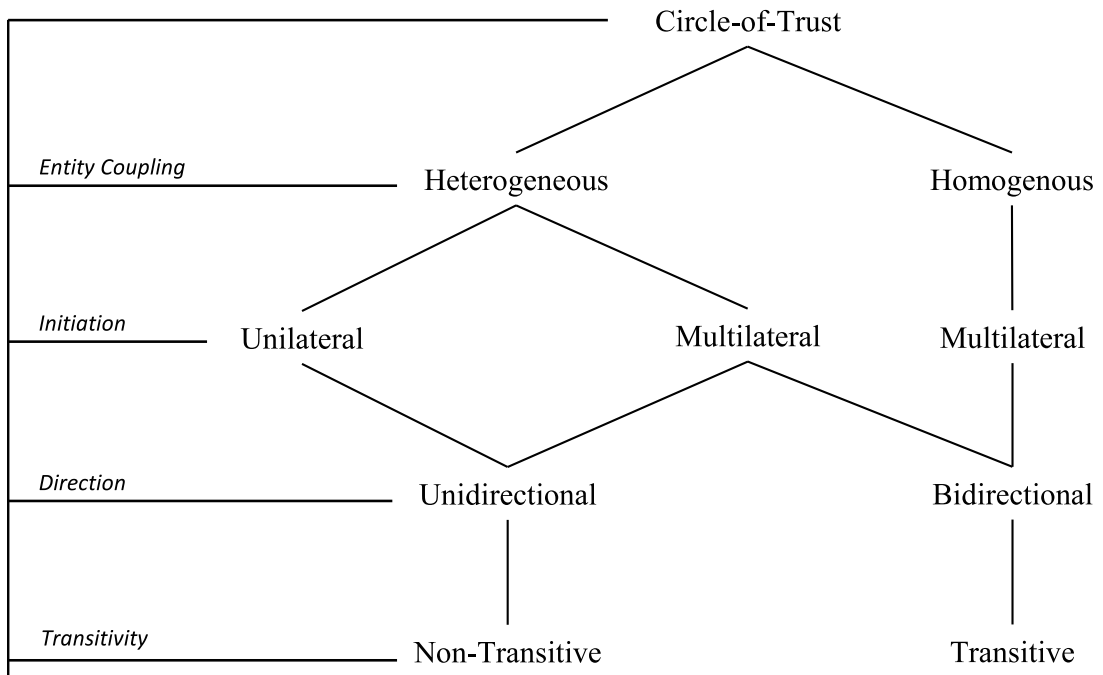 Circle-of-Trust
Entity Coupling
Heterogeneous
Homogenous
Initiation
Unilateral
Multilateral
Multilateral
Direction
Unidirectional
Bidirectional
Transitivity
Non-Transitive
Transitive